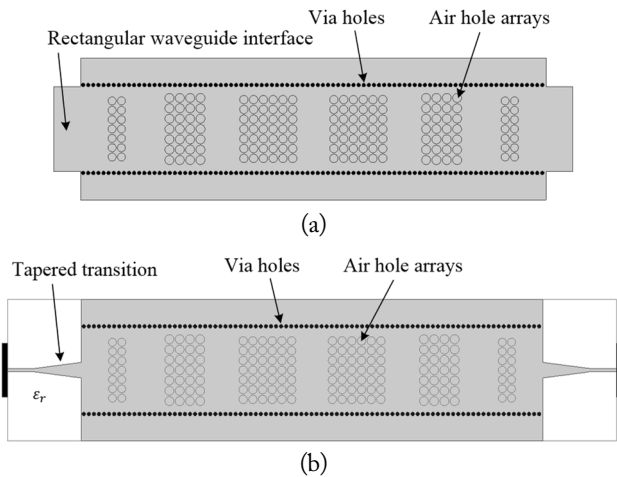 Via holes
Air hole arrays
Rectangular waveguide interface
(a)
Tapered transition
Via holes
Air hole arrays
εr
(b)